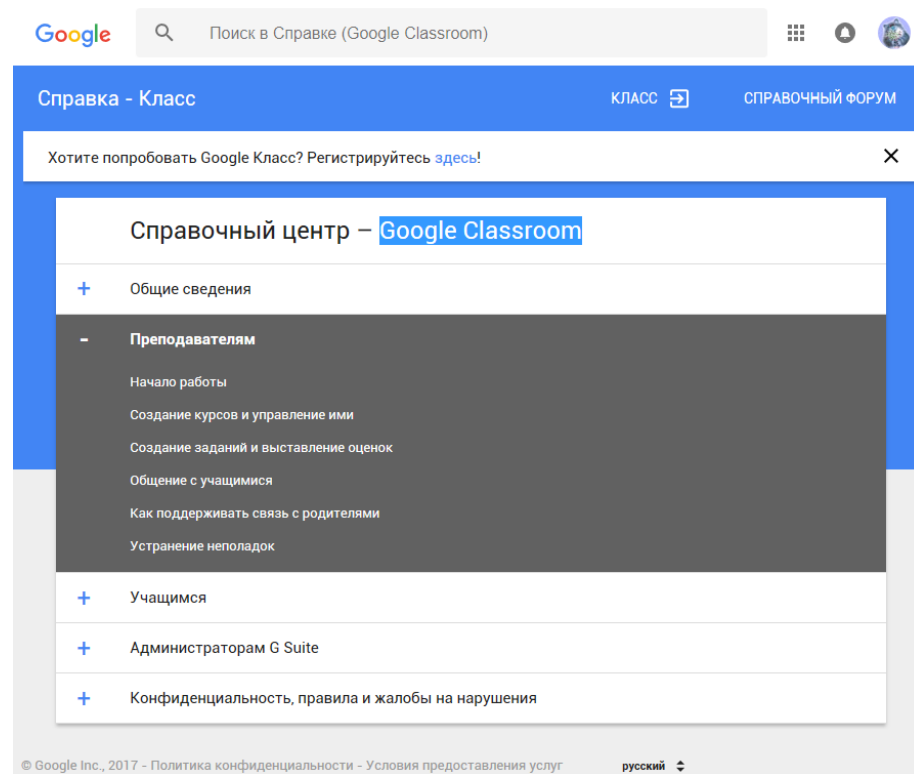 Google Поиск в Справке (Google Classroom)
Справка - Класс КЛАСС СПРАВОЧНЫЙ ФОРУМ
Хотите попробовать Google Класс? Регистрируйтесь здесь!
Справочный центр – Google Classroom
+ Общие сведения
- Преподавателям
Начало работы
Создание курсов и управление ими
Создание заданий и выставление оценок
Общение с учащимися
Как поддерживать связь с родителями
Устранение неполадок
+ Учащимся
+ Администраторам G Suite
+ Конфиденциальность, правила и жалобы на нарушения
© Google Inc., 2017 - Политика конфиденциальности - Условия предоставления услуг русский